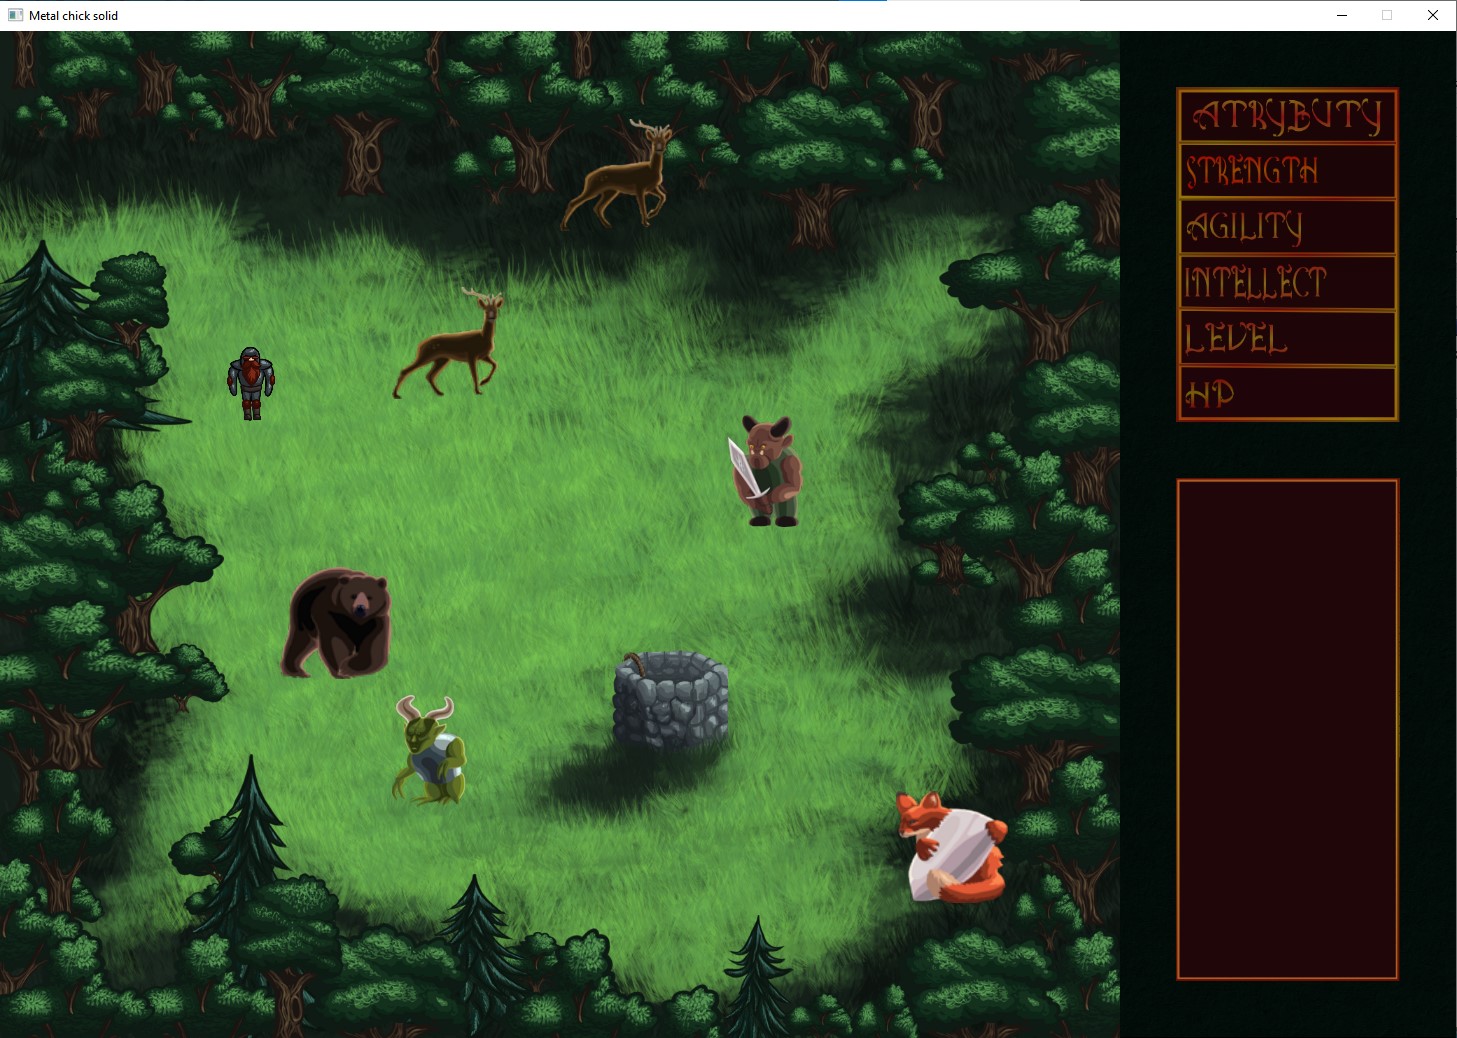 Metal chick solid
ATRYBUTY
STRENGTH
AGILITY
INTELLECT
LEVEL
HP